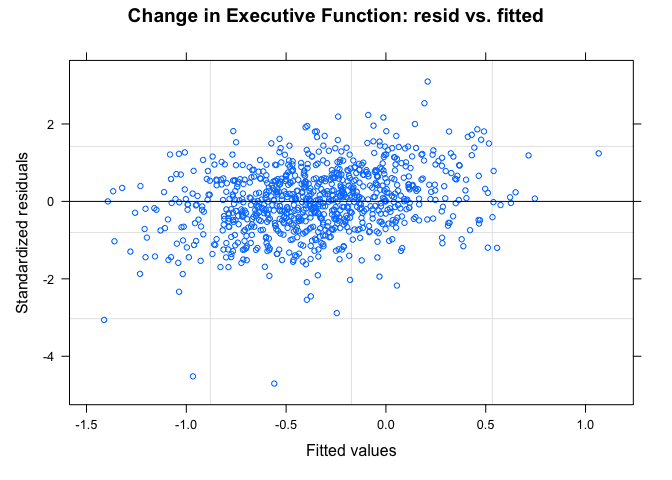 Change in Executive Function: resid vs. fitted
Standardized residuals
2
0
-2
-4
-1.5 -1.0 -0.5 0.0 0.5 1.0
Fitted values